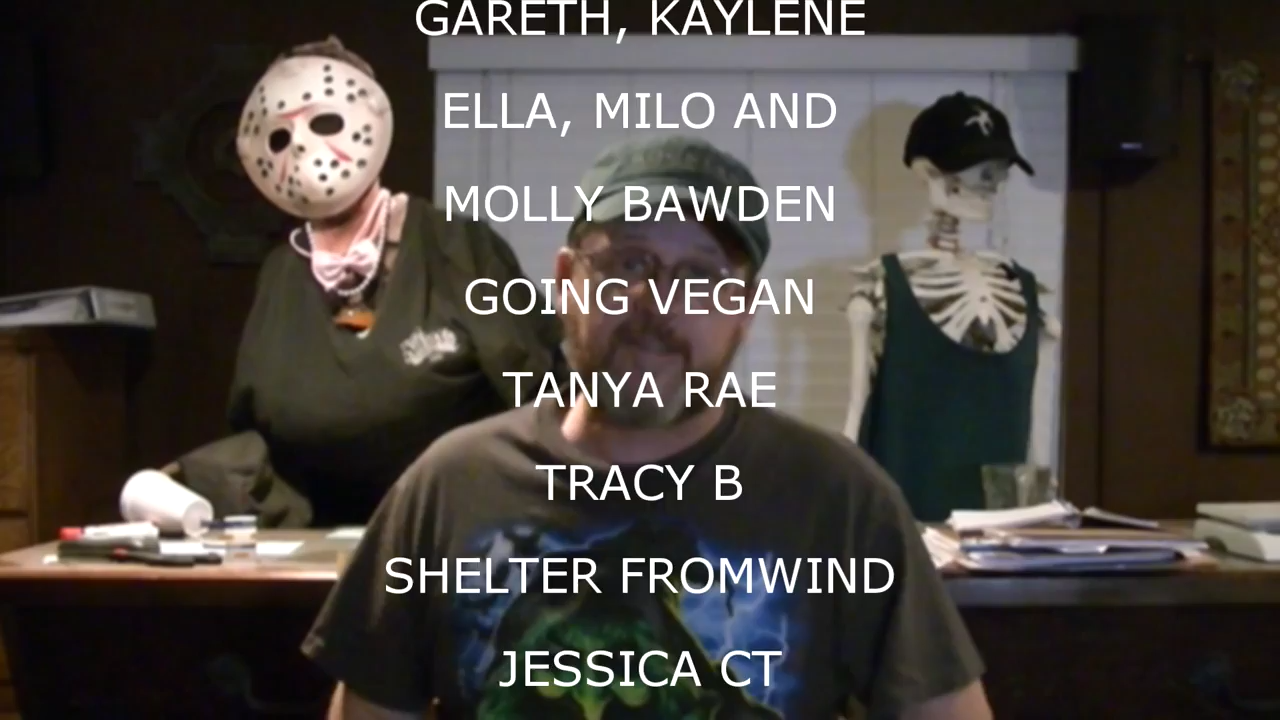 GARETH, KAYLENE
ELLA, MILO AND
MOLLY BAWDEN
GOING VEGAN
TANYA RAE
TRACY B
SHELTER FROMWIND
JESSICA CT